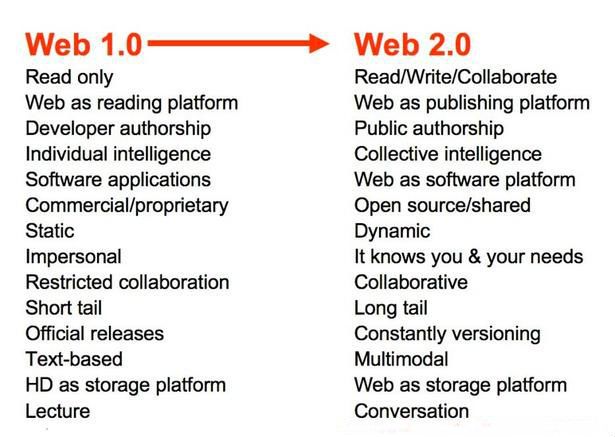 Web 1.0 Web 2.0
Read only Read/Write/Collaborate
Web as reading platform Web as publishing platform
Developer authorship Public authorship
Individual intelligence Collective intelligence
Software applications Web as software platform
Commercial/proprietary Open source/shared
Static Dynamic
Impersonal It knows you & your needs
Restricted collaboration Collaborative
Short tail Long tail
Official releases Constantly versioning
Text-based Multimodal
HD as storage platform Web as storage platform
Lecture Conversation